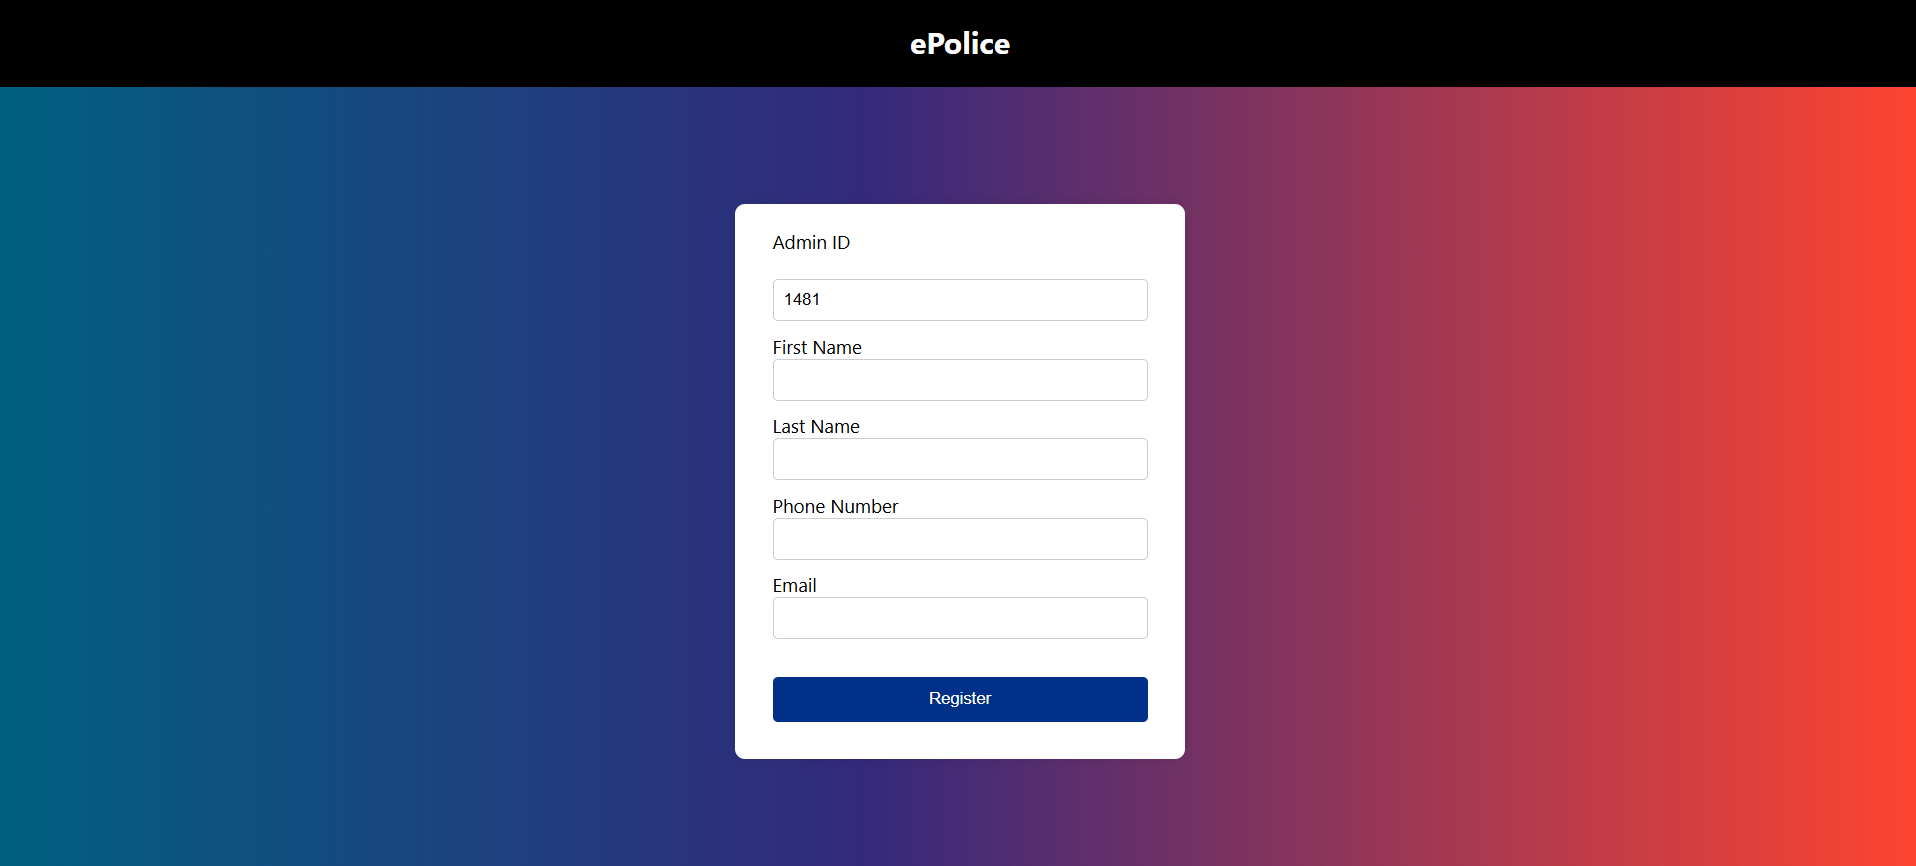 ePolice
Admin ID
1481
First Name
Last Name
Phone Number
Email
Register